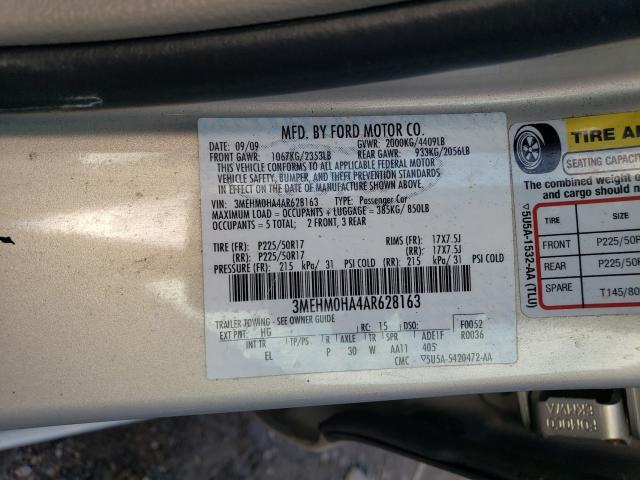 MFD. BY FORD MOTOR CO.
DATE: 09/09 GVWR: 2000KG/4409LB
FRONT GAWR: 1067KG/2353LB REAR GAWR: 933KG/2056LB
THIS VEHICLE CONFORMS TO ALL APPLICABLE FEDERAL MOTOR
VEHICLE SAFETY, BUMPER, AND THEFT PREVENTION STANDARDS
IN EFFECT ON THE DATE OF MANUFACTURE SHOWN ABOVE.
VIN: 3MEHM0HA4AR628163 TYPE: Passenger Car
MAXIMUM LOAD = OCCUPANTS + LUGGAGE = 385KG/ 850LB
OCCUPANTS = 5 TOTAL; 2 FRONT, 3 REAR
TIRE (FR): P225/50R17 RIMS (FR): 17X7.5J
(RR): P225/50R17 (RR): 17X7.5J
PRESSURE (FR): 215 kPa/ 31 PSI COLD (RR): 215 kPa/ 31 PSI COLD
3MEHM0HA4AR628163
TRAILER TOWING - SEE OWNER GUIDE
EXT PNT: HG RC: 15 DSO: F0052
R0036
INT TR TP/PS R AXLE TR SPR ADE1F
EL P 30 W AA11 405
CMC ▽5U5A-5420472-AA
▽5U5A-1532-AA (TLU)
TIRE AN
SEATING CAPACITY
The combined weight o
cargo should n
TIRE SIZE
FRONT P225/50R
REAR P225/50R
SPARE T145/80
FOMOCO